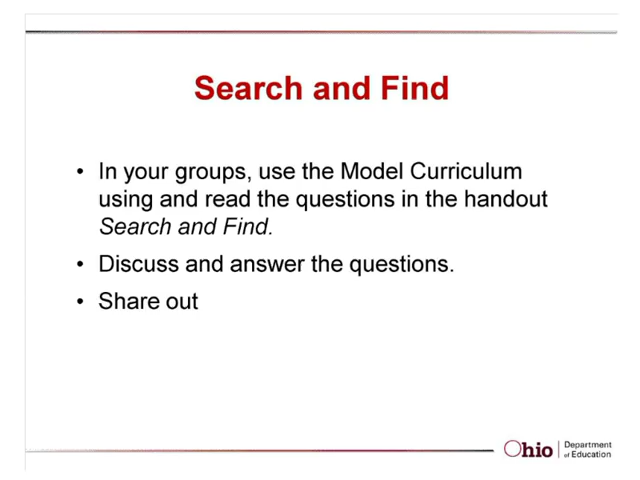 Search and Find
• In your groups, use the Model Curriculum
using and read the questions in the handout
Search and Find.
• Discuss and answer the questions.
• Share out
Ohio Department
of Education